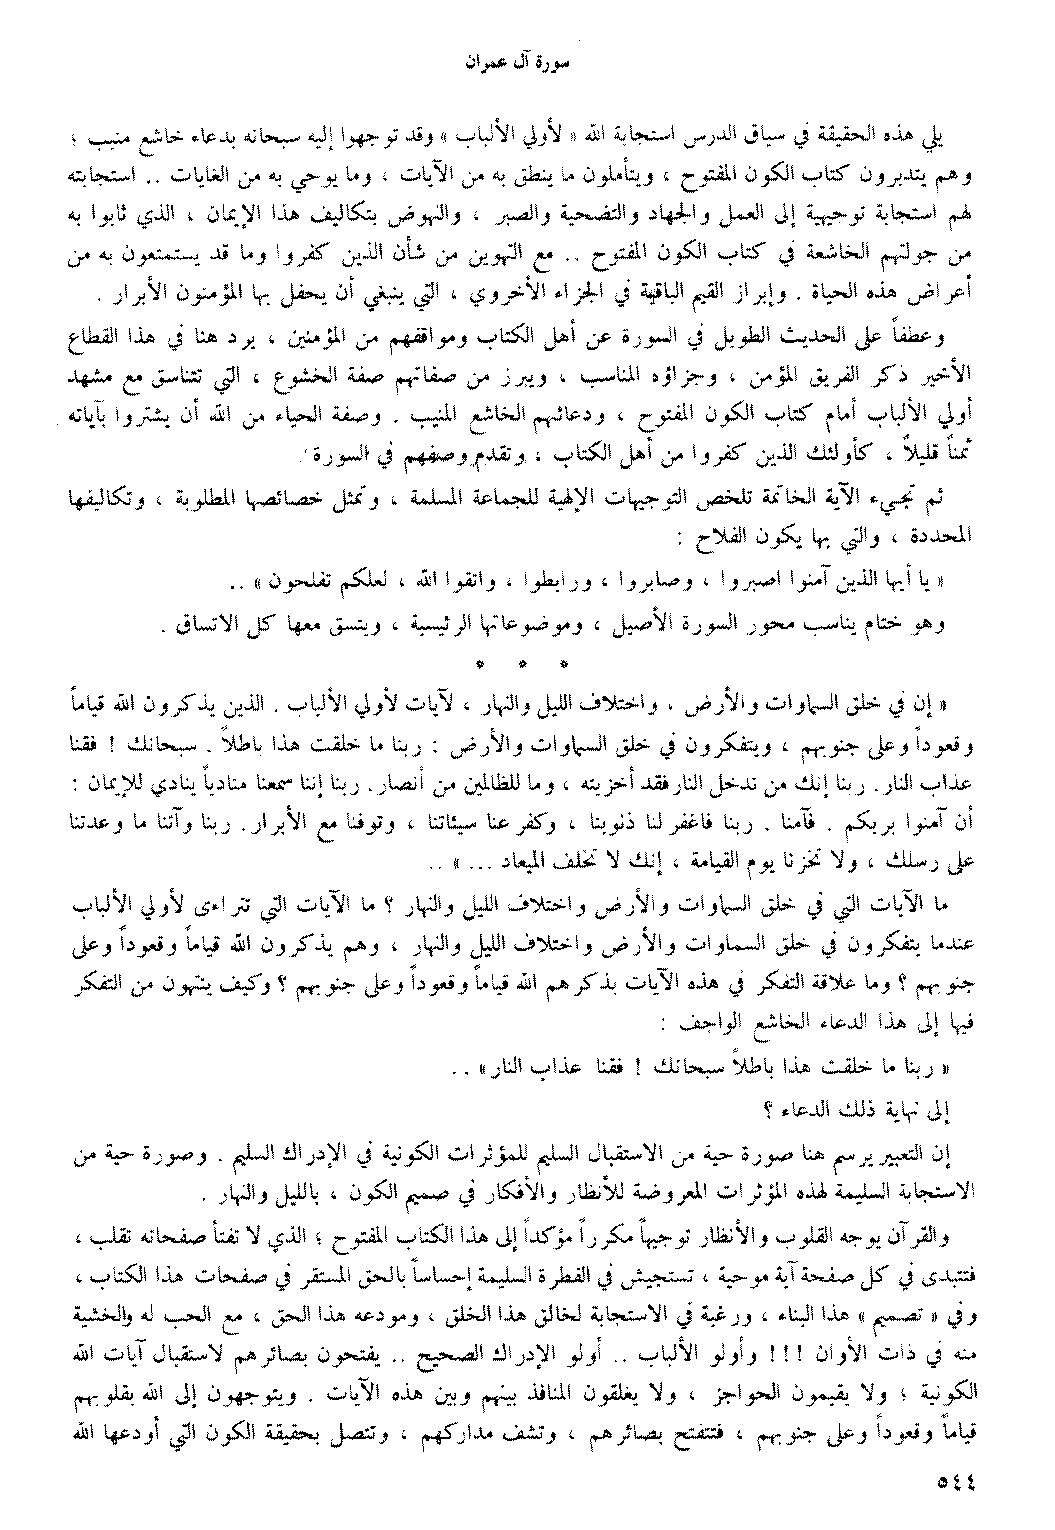 سورة آل عمران
يلي هذه الحقيقة في سياق الدرس استجابة الله « لأولي الألباب » وقد توجهوا إليه سبحانه بدعاء خاشع منيب ؛
وهم يتدبرون كتاب الكون المفتوح ، ويتأملون ما ينطق به من الآيات ، وما يوحي به من الغايات .. استجابته
لهم استجابة توجيهية إلى العمل والجهاد والتضحية والصبر ، والنهوض بتكاليف هذا الإيمان ، الذي ثابوا به
من جولتهم الخاشعة في كتاب الكون المفتوح .. مع التهوين من شأن الذين كفروا وما قد يستمتعون به من
أعراض هذه الحياة . وإبراز القيم الباقية في الجزاء الأخروي ، التي ينبغي أن يحفل بها المؤمنون الأبرار .
وعطفاً على الحديث الطويل في السورة عن أهل الكتاب ومواقفهم من المؤمنين ، يرد هنا في هذا القطاع
الأخير ذكر الفريق المؤمن ، وجزاؤه المناسب ، ويبرز من صفاتهم صفة الخشوع ، التي تتناسق مع مشهد
أولي الألباب أمام كتاب الكون المفتوح ، ودعائهم الخاشع المنيب . وصفة الحياء من الله أن يشتروا بآياته
ثمناً قليلاً ، كأولئك الذين كفروا من أهل الكتاب ، وتقدم وصفهم في السورة .
ثم تجيء الآية الخاتمة تلخص التوجيهات الإلهية للجماعة المسلمة ، وتمثل خصائصها المطلوبة ، وتكاليفها
المحددة ، والتي بها يكون الفلاح :
« يا أيها الذين آمنوا اصبروا ، وصابروا ، ورابطوا ، واتقوا الله ، لعلكم تفلحون » ..
وهو ختام يناسب محور السورة الأصيل ، وموضوعاتها الرئيسية ، ويتسق معها كل الاتساق .
* * *
« إن في خلق السماوات والأرض ، واختلاف الليل والنهار ، لآيات لأولي الألباب . الذين يذكرون الله قياماً
وقعوداً وعلى جنوبهم ، ويتفكرون في خلق السماوات والأرض : ربنا ما خلقت هذا باطلاً . سبحانك ! فقنا
عذاب النار . ربنا إنك من تدخل النار فقد أخزيته ، وما للظالمين من أنصار . ربنا إننا سمعنا منادياً ينادي للإيمان :
أن آمنوا بربكم . فآمنا . ربنا فاغفر لنا ذنوبنا ، وكفر عنا سيئاتنا ، وتوفنا مع الأبرار . ربنا وآتنا ما وعدتنا
على رسلك ، ولا تخزنا يوم القيامة ، إنك لا تخلف الميعاد ... » ..
ما الآيات التي في خلق السماوات والأرض واختلاف الليل والنهار ؟ ما الآيات التي تتراءى لأولي الألباب
عندما يتفكرون في خلق السماوات والأرض واختلاف الليل والنهار ، وهم يذكرون الله قياماً وقعوداً وعلى
جنوبهم ؟ وما علاقة التفكر في هذه الآيات بذكرهم الله قياماً وقعوداً وعلى جنوبهم ؟ وكيف ينتهون من التفكر
فيها إلى هذا الدعاء الخاشع الواجف :
« ربنا ما خلقت هذا باطلاً سبحانك ! فقنا عذاب النار » ..
إلى نهاية ذلك الدعاء ؟
إن التعبير يرسم هنا صورة حية من الاستقبال السليم للمؤثرات الكونية في الإدراك السليم . وصورة حية من
الاستجابة السليمة لهذه المؤثرات المعروضة للأنظار والأفكار في صميم الكون ، بالليل والنهار .
والقرآن يوجه القلوب والأنظار توجيهاً مكرراً مؤكداً إلى هذا الكتاب المفتوح ؛ الذي لا تفتأ صفحاته تقلب ،
فتتبدى في كل صفحة آية موحية ، تستجيش في الفطرة السليمة إحساساً بالحق المستقر في صفحات هذا الكتاب ،
وفي « تصميم » هذا البناء ، ورغبة في الاستجابة لخالق هذا الخلق ، ومودعه هذا الحق ، مع الحب له والخشية
منه في ذات الأوان !!! وأولو الألباب .. أولو الإدراك الصحيح .. يفتحون بصائرهم لاستقبال آيات الله
الكونية ؛ ولا يقيمون الحواجز ، ولا يغلقون المنافذ بينهم وبين هذه الآيات . ويتوجهون إلى الله بقلوبهم
قياماً وقعوداً وعلى جنوبهم ، فتتفتح بصائرهم ، وتشف مداركهم ، وتتصل بحقيقة الكون التي أودعها الله
٥٤٤